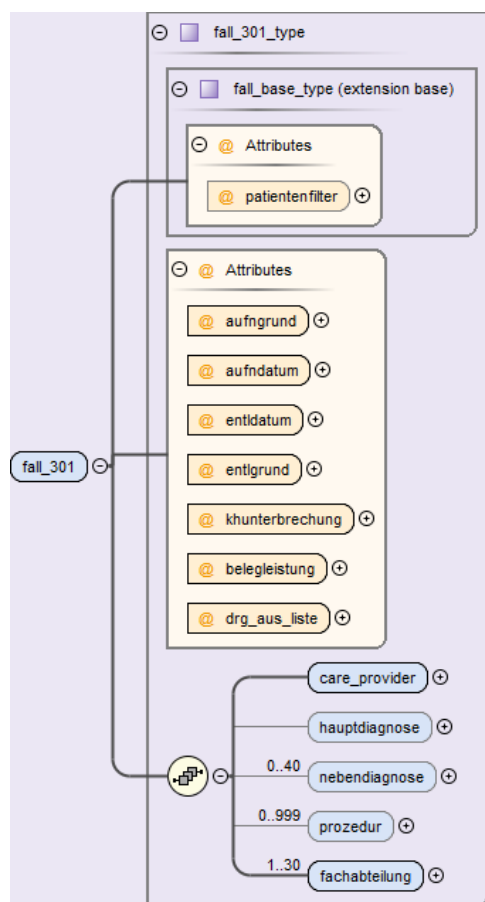 fall_301_type
fall_base_type (extension base)
@ Attributes
@ patientenfilter
@ Attributes
@ aufngrund
@ aufndatum
@ entldatum
@ entlgrund
fall_301
@ khunterbrechung
@ belegleistung
@ drg_aus_liste
care_provider
hauptdiagnose
0..40
nebendiagnose
0..999
prozedur
1..30
fachabteilung